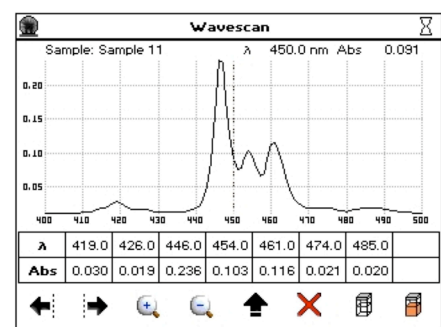 Wavescan
Sample: Sample 11 λ 450.0 nm Abs 0.091
0.20
0.15
0.10
0.05
400 410 420 430 440 450 460 470 480 490 500
λ 419.0 426.0 446.0 454.0 461.0 474.0 485.0
Abs 0.030 0.019 0.236 0.103 0.116 0.021 0.020